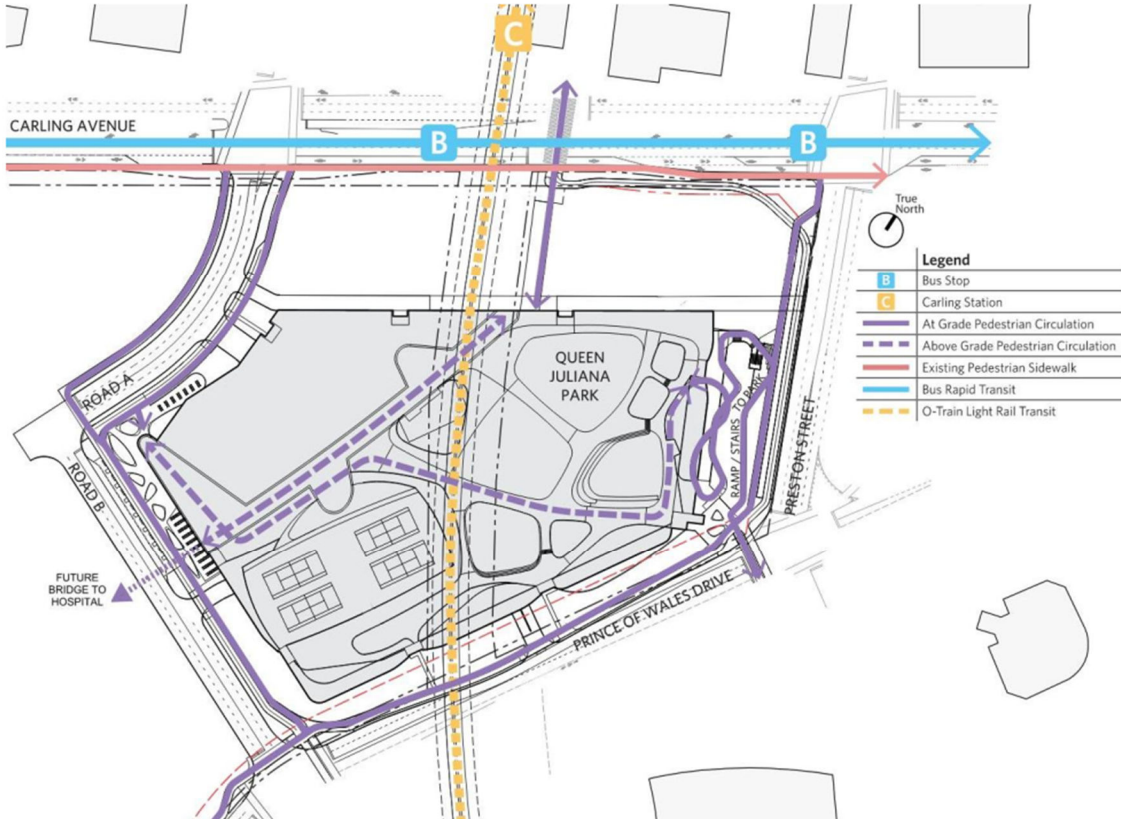 C
CARLING AVENUE
B
B
True
North
Legend
B Bus Stop
C Carling Station
At Grade Pedestrian Circulation
Above Grade Pedestrian Circulation
Existing Pedestrian Sidewalk
Bus Rapid Transit
O-Train Light Rail Transit
QUEEN
JULIANA
PARK
ROAD A
ROAD B
RAMP / STAIRS TO PARK
PRESTON STREET
FUTURE
BRIDGE TO
HOSPITAL
PRINCE OF WALES DRIVE